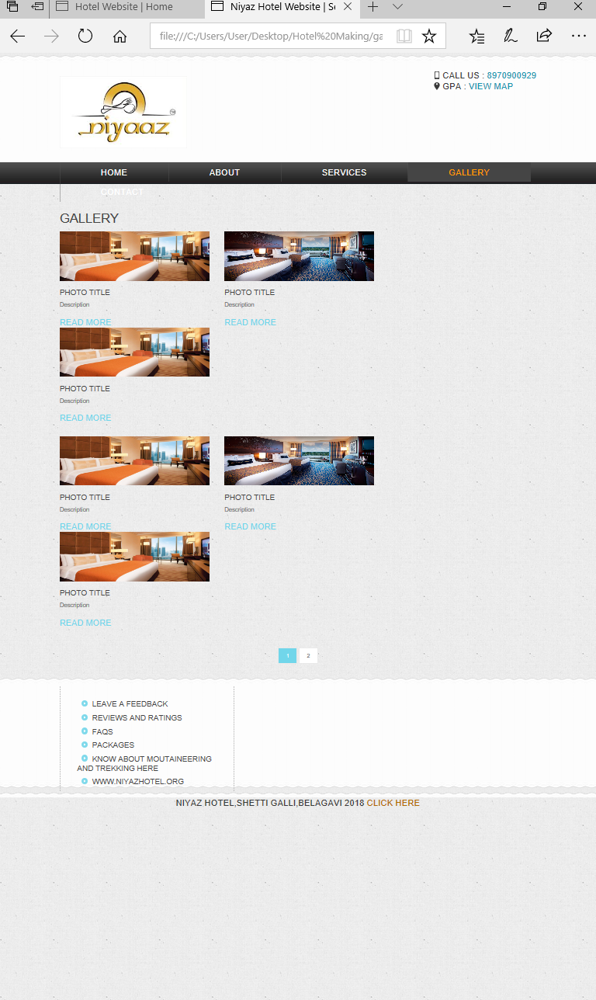 Hotel Website | Home
Niyaz Hotel Website | Se
file:///C:/Users/User/Desktop/Hotel%20Making/ga
CALL US : 8970900929
GPA : VIEW MAP
niyaaz
HOME ABOUT SERVICES GALLERY
CONTACT
GALLERY
PHOTO TITLE PHOTO TITLE
Description Description
READ MORE READ MORE
PHOTO TITLE
Description
READ MORE
PHOTO TITLE PHOTO TITLE
Description Description
READ MORE READ MORE
PHOTO TITLE
Description
READ MORE
1 2
LEAVE A FEEDBACK
REVIEWS AND RATINGS
FAQS
PACKAGES
KNOW ABOUT MOUTAINEERING
AND TREKKING HERE
WWW.NIYAZHOTEL.ORG
NIYAZ HOTEL,SHETTI GALLI,BELAGAVI 2018 CLICK HERE